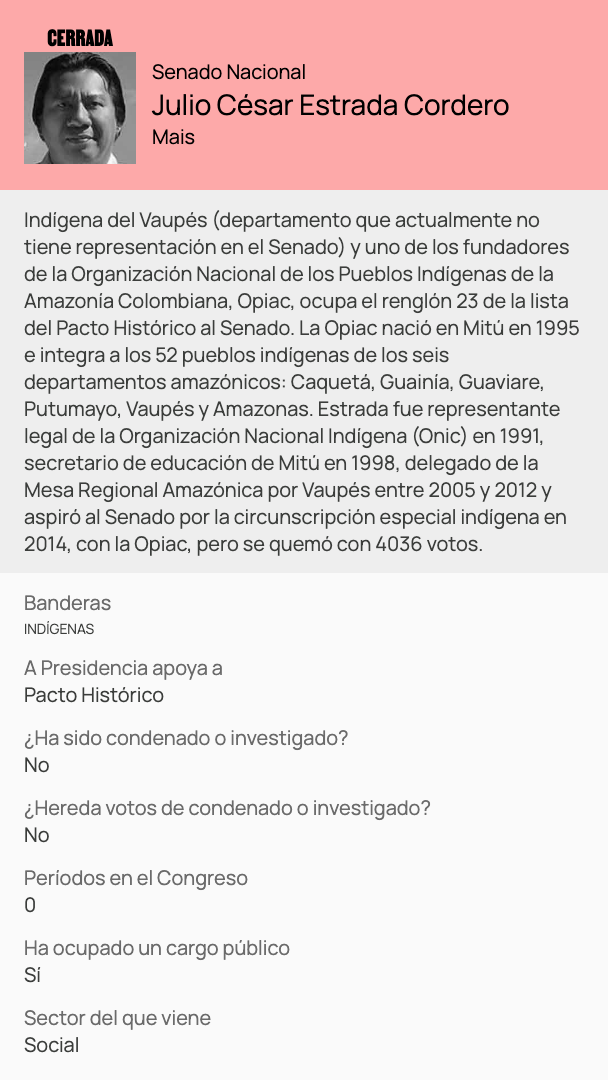 CERRADA
Senado Nacional
Julio César Estrada Cordero
Mais
Indígena del Vaupés (departamento que actualmente no
tiene representación en el Senado) y uno de los fundadores
de la Organización Nacional de los Pueblos Indígenas de la
Amazonía Colombiana, Opiac, ocupa el renglón 23 de la lista
del Pacto Histórico al Senado. La Opiac nació en Mitú en 1995
e integra a los 52 pueblos indígenas de los seis
departamentos amazónicos: Caquetá, Guainía, Guaviare,
Putumayo, Vaupés y Amazonas. Estrada fue representante
legal de la Organización Nacional Indígena (Onic) en 1991,
secretario de educación de Mitú en 1998, delegado de la
Mesa Regional Amazónica por Vaupés entre 2005 y 2012 y
aspiró al Senado por la circunscripción especial indígena en
2014, con la Opiac, pero se quemó con 4036 votos.
Banderas
INDÍGENAS
A Presidencia apoya a
Pacto Histórico
¿Ha sido condenado o investigado?
No
¿Hereda votos de condenado o investigado?
No
Períodos en el Congreso
0
Ha ocupado un cargo público
Sí
Sector del que viene
Social